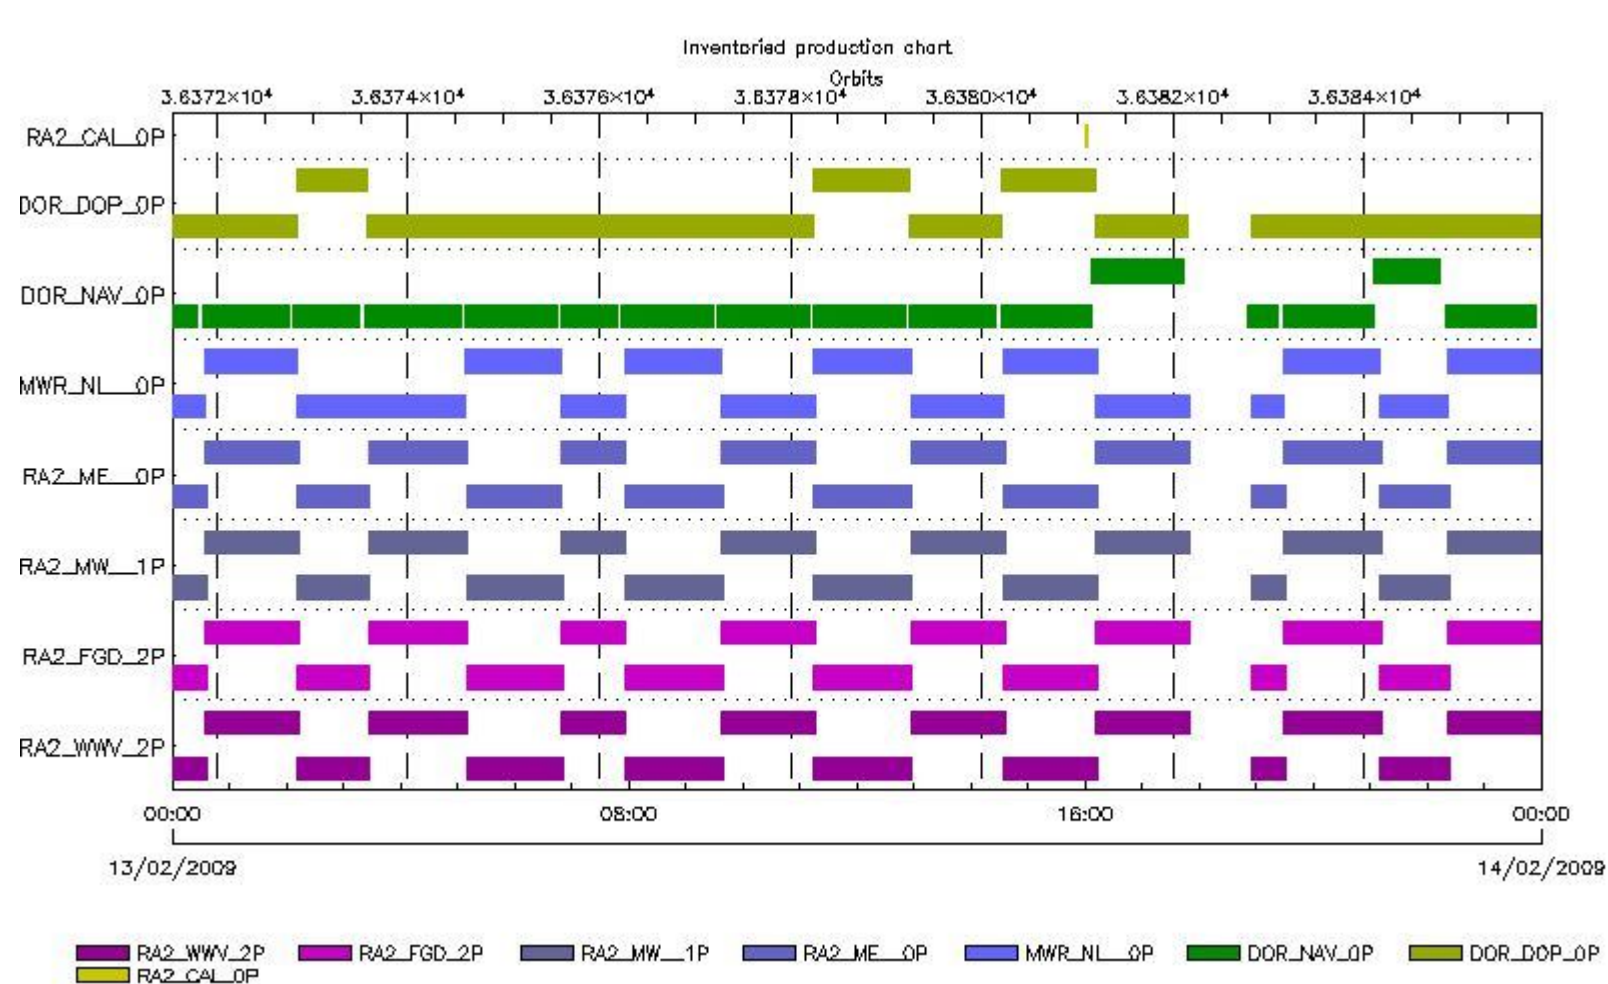 Inventoried production chart
Orbits
3.6372×10⁴ 3.6374×10⁴ 3.6376×10⁴ 3.6378×10⁴ 3.6380×10⁴ 3.6382×10⁴ 3.6384×10⁴
RA2_CAL_0P
DOR_DOP_0P
DOR_NAV_0P
MWR_NL__0P
RA2_ME__0P
RA2_MW__1P
RA2_FGD_2P
RA2_WWV_2P
00:00 08:00 16:00 00:00
13/02/2009 14/02/2009
RA2_WWV_2P RA2_FGD_2P RA2_MW__1P RA2_ME__0P MWR_NL__0P DOR_NAV_0P DOR_DOP_0P
RA2_CAL_0P